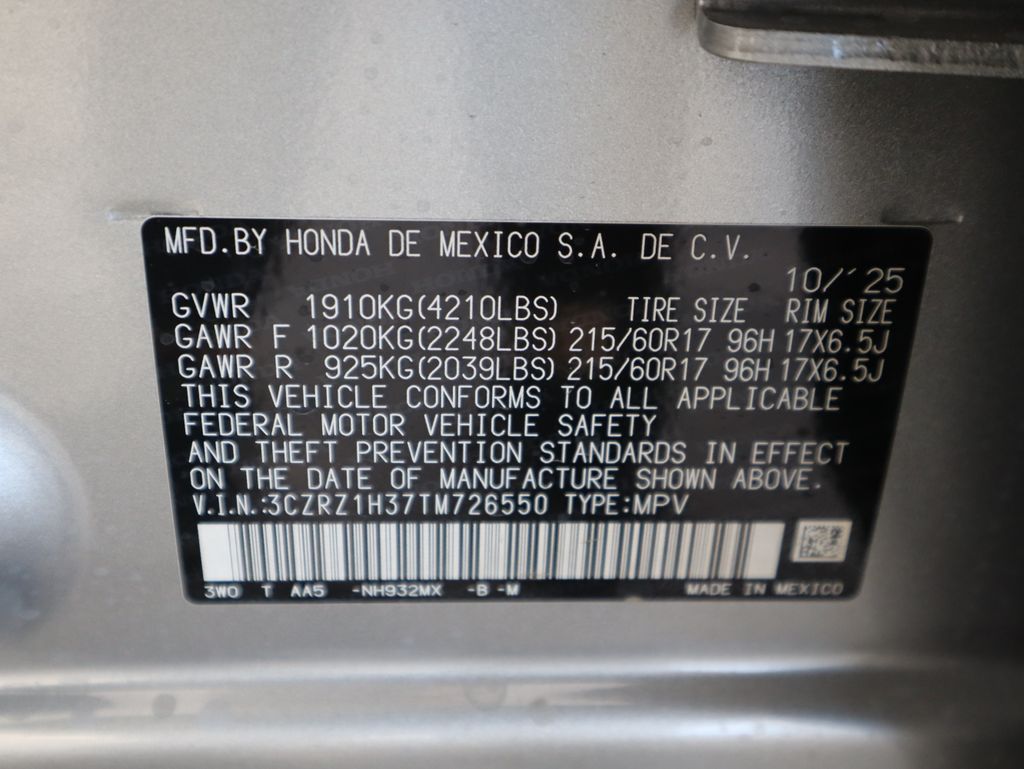 MFD.BY HONDA DE MEXICO S.A. DE C.V.
10/´25
GVWR 1910KG(4210LBS) TIRE SIZE RIM SIZE
GAWR F 1020KG(2248LBS) 215/60R17 96H 17X6.5J
GAWR R 925KG(2039LBS) 215/60R17 96H 17X6.5J
THIS VEHICLE CONFORMS TO ALL APPLICABLE
FEDERAL MOTOR VEHICLE SAFETY
AND THEFT PREVENTION STANDARDS IN EFFECT
ON THE DATE OF MANUFACTURE SHOWN ABOVE.
V.I.N.:3CZRZ1H37TM726550 TYPE:MPV
3W0 T AA5 -NH932MX -B -M MADE IN MEXICO